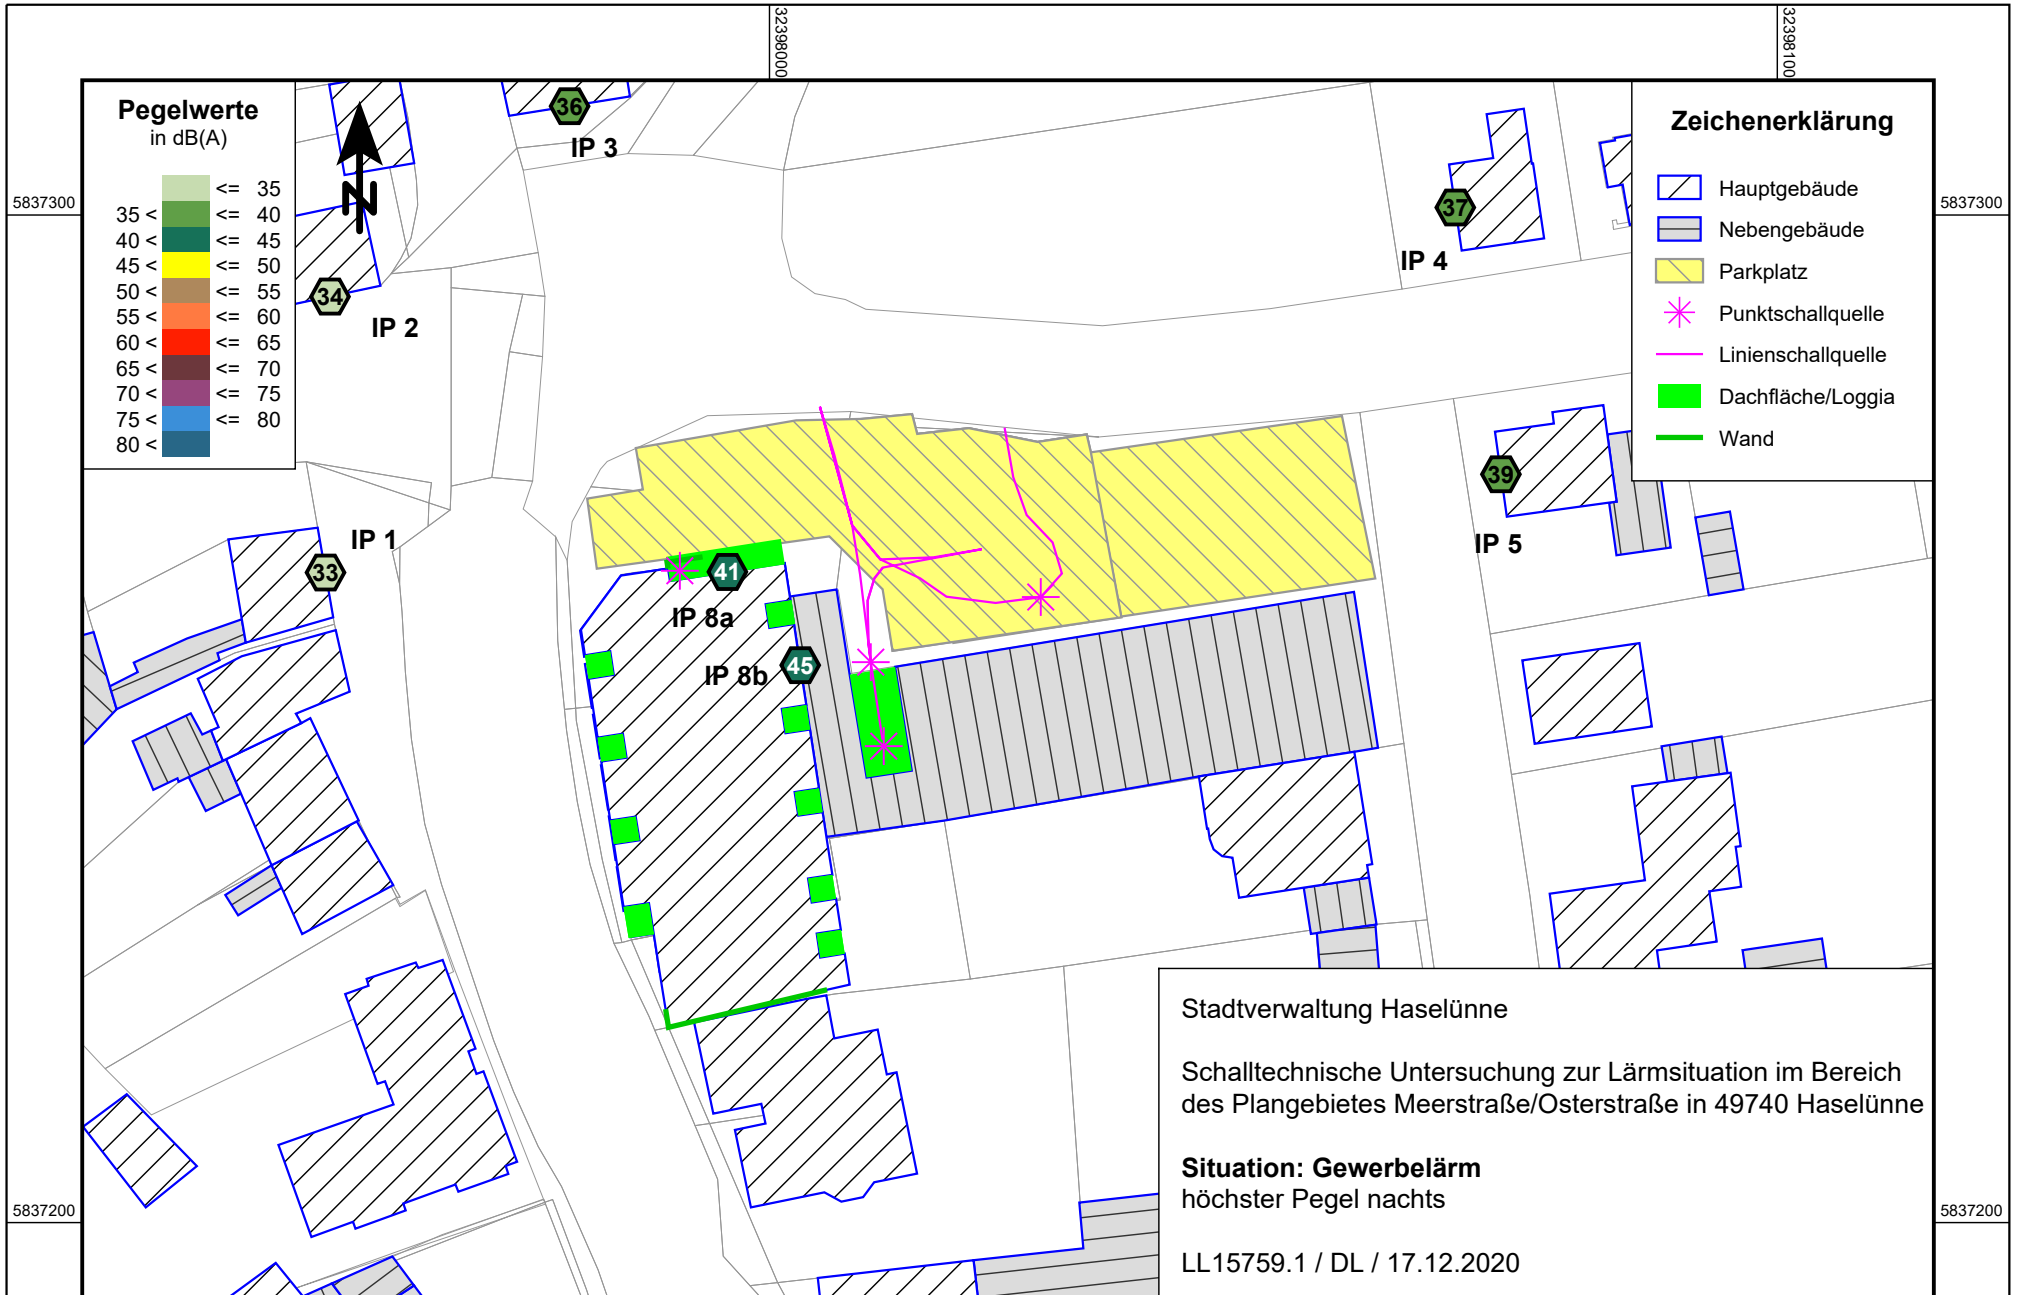 32398000
32398100
5837300
5837300
5837200
5837200
Pegelwerte
in dB(A)
<= 35
35 < <= 40
40 < <= 45
45 < <= 50
50 < <= 55
55 < <= 60
60 < <= 65
65 < <= 70
70 < <= 75
75 < <= 80
80 <
N
36
IP 3
34
IP 2
37
IP 4
39
IP 5
33
IP 1
41
IP 8a
45
IP 8b
Zeichenerklärung
Hauptgebäude
Nebengebäude
Parkplatz
Punktschallquelle
Linienschallquelle
Dachfläche/Loggia
Wand
Stadtverwaltung Haselünne
Schalltechnische Untersuchung zur Lärmsituation im Bereich
des Plangebietes Meerstraße/Osterstraße in 49740 Haselünne
Situation: Gewerbelärm
höchster Pegel nachts
LL15759.1 / DL / 17.12.2020